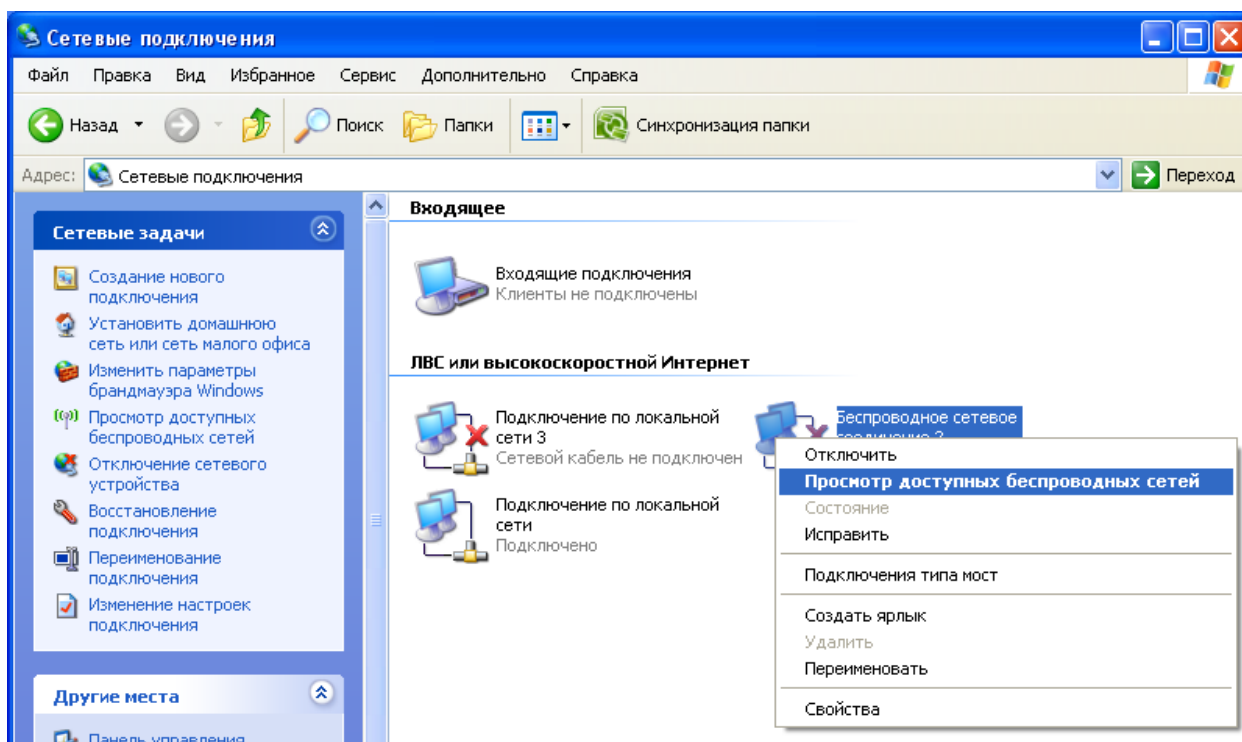 Сетевые подключения
Файл Правка Вид Избранное Сервис Дополнительно Справка
Назад Поиск Папки Синхронизация папки
Адрес: Сетевые подключения Переход
Сетевые задачи
Создание нового
подключения
Установить домашнюю
сеть или сеть малого офиса
Изменить параметры
брандмауэра Windows
Просмотр доступных
беспроводных сетей
Отключение сетевого
устройства
Восстановление
подключения
Переименование
подключения
Изменение настроек
подключения
Другие места
Панель управления
Входящее
Входящие подключения
Клиенты не подключены
ЛВС или высокоскоростной Интернет
Подключение по локальной
сети 3
Сетевой кабель не подключен
Подключение по локальной
сети
Подключено
Беспроводное сетевое
соединение 2
Отключить
Просмотр доступных беспроводных сетей
Состояние
Исправить
Подключения типа мост
Создать ярлык
Удалить
Переименовать
Свойства